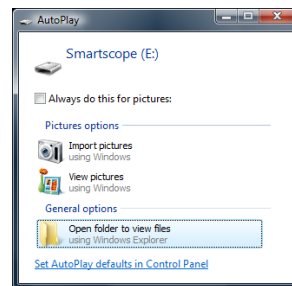 AutoPlay
Smartscope (E:)
Always do this for pictures:
Pictures options
Import pictures
using Windows
View pictures
using Windows
General options
Open folder to view files
using Windows Explorer
Set AutoPlay defaults in Control Panel